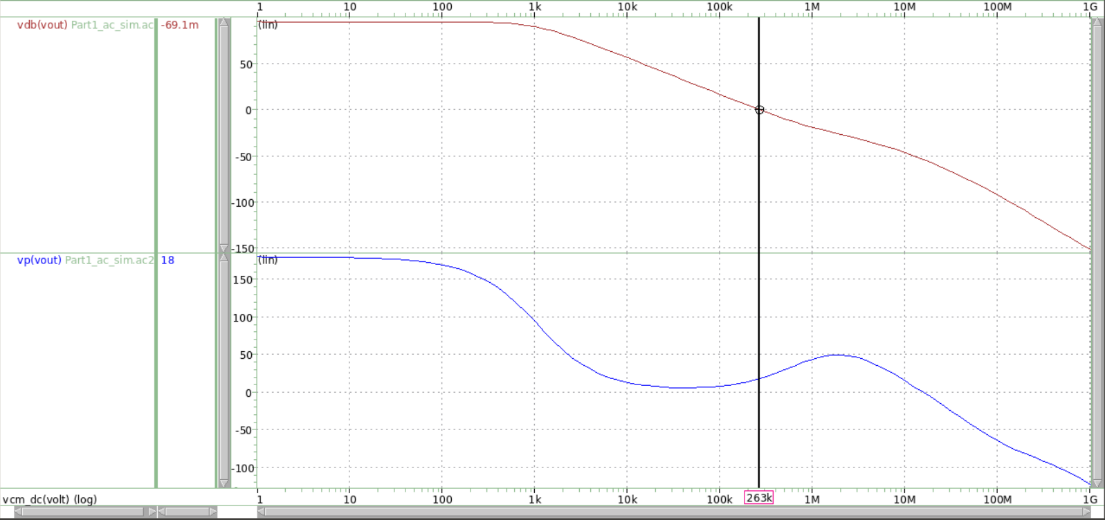 1 10 100 1k 10k 100k 1M 10M 100M 1G
vdb(vout) Part1_ac_sim.ac -69.1m
(lin)
50
0
-50
-100
-150
vp(vout) Part1_ac_sim.ac2 18
(lin)
150
100
50
0
-50
-100
vcm_dc(volt) (log)
1 10 100 1k 10k 100k 263k 1M 10M 100M 1G